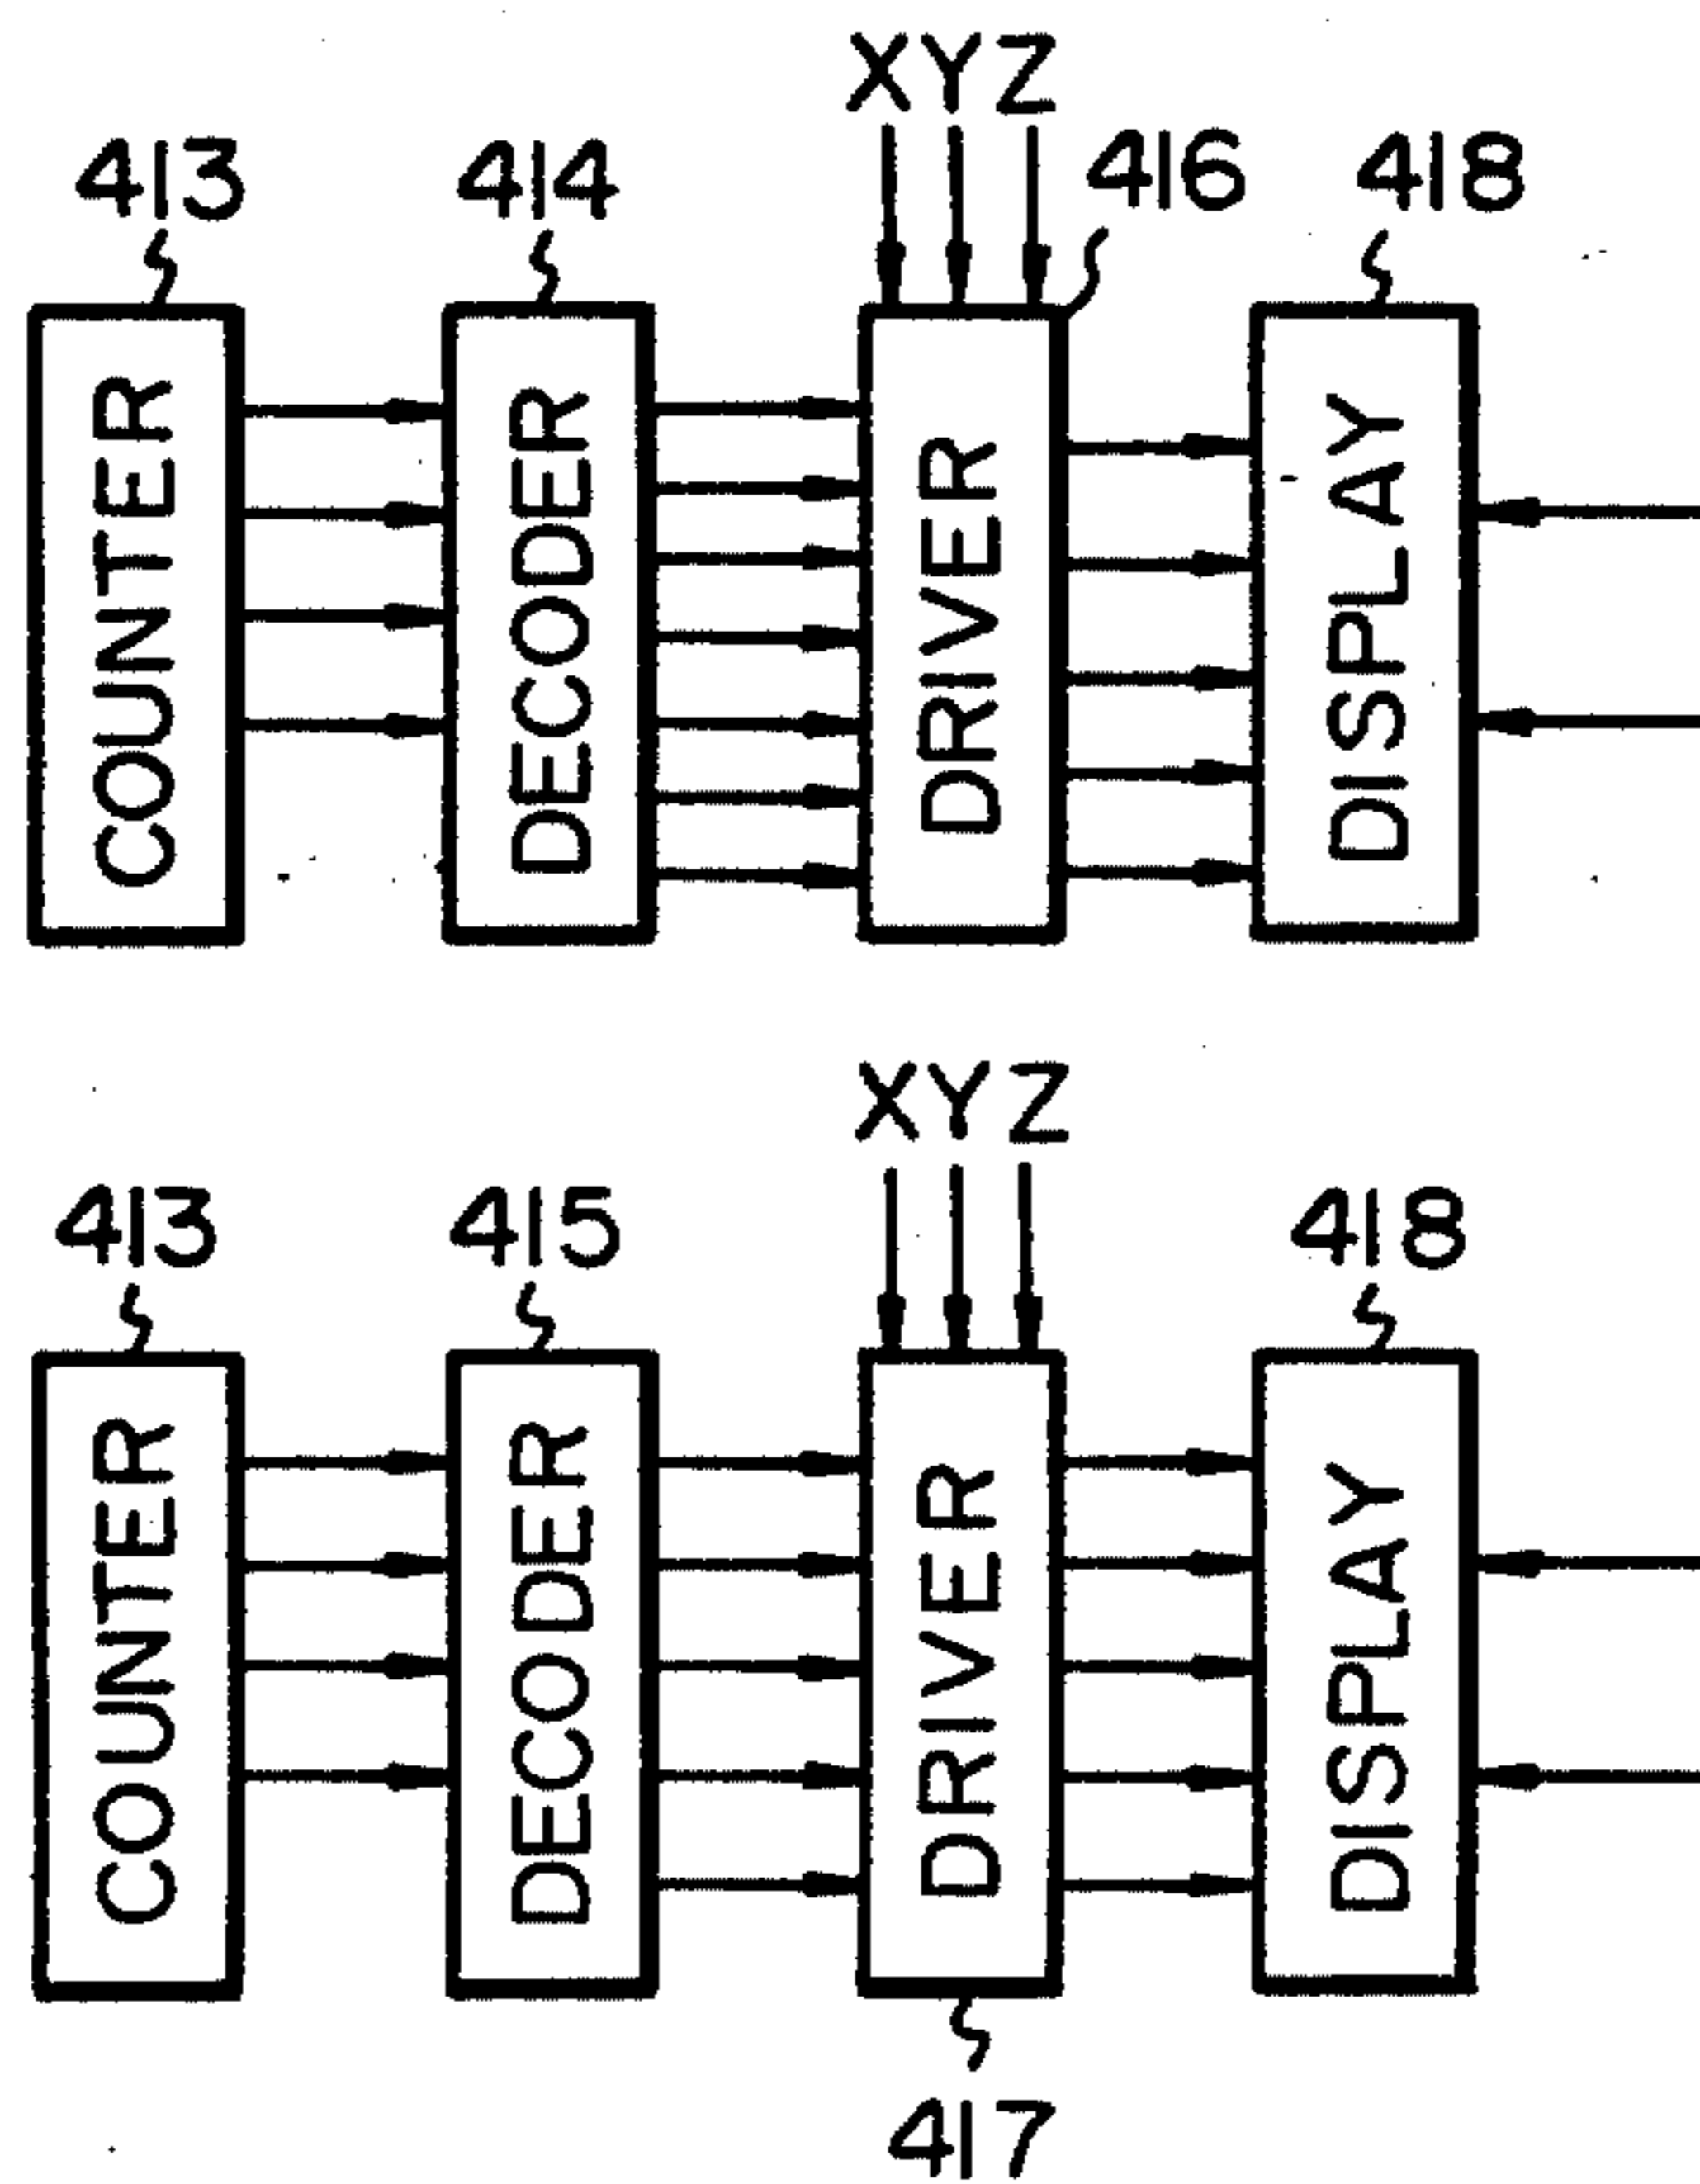 XYZ
413
414
416
418
COUNTER
DECODER
DRIVER
DISPLAY
XYZ
413
415
418
COUNTER
DECODER
DRIVER
DISPLAY
417